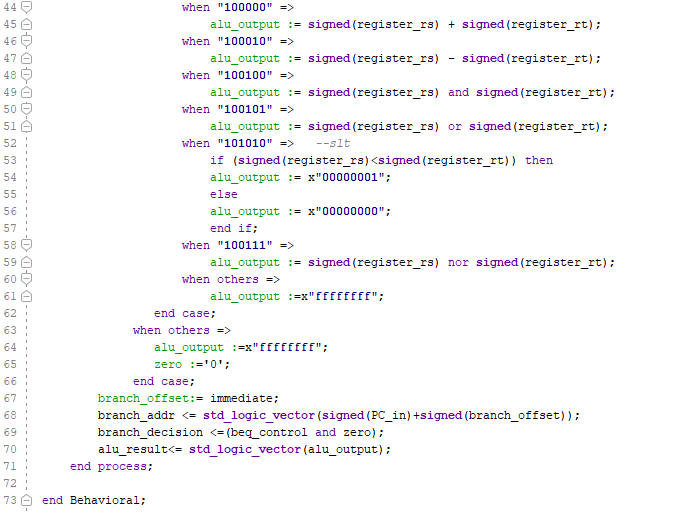 44 when "100000" =>
45 alu_output := signed(register_rs) + signed(register_rt);
46 when "100010" =>
47 alu_output := signed(register_rs) - signed(register_rt);
48 when "100100" =>
49 alu_output := signed(register_rs) and signed(register_rt);
50 when "100101" =>
51 alu_output := signed(register_rs) or signed(register_rt);
52 when "101010" => --slt
53 if (signed(register_rs)<signed(register_rt)) then
54 alu_output := x"00000001";
55 else
56 alu_output := x"00000000";
57 end if;
58 when "100111" =>
59 alu_output := signed(register_rs) nor signed(register_rt);
60 when others =>
61 alu_output :=x"ffffffff";
62 end case;
63 when others =>
64 alu_output :=x"ffffffff";
65 zero :='0';
66 end case;
67 branch_offset:= immediate;
68 branch_addr <= std_logic_vector(signed(PC_in)+signed(branch_offset));
69 branch_decision <=(beq_control and zero);
70 alu_result<= std_logic_vector(alu_output);
71 end process;
72
73 end Behavioral;